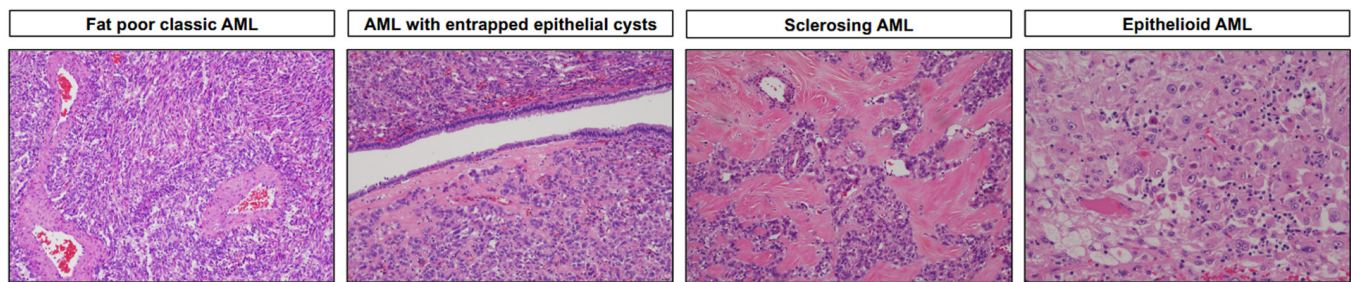 Fat poor classic AML
AML with entrapped epithelial cysts
Sclerosing AML
Epithelioid AML